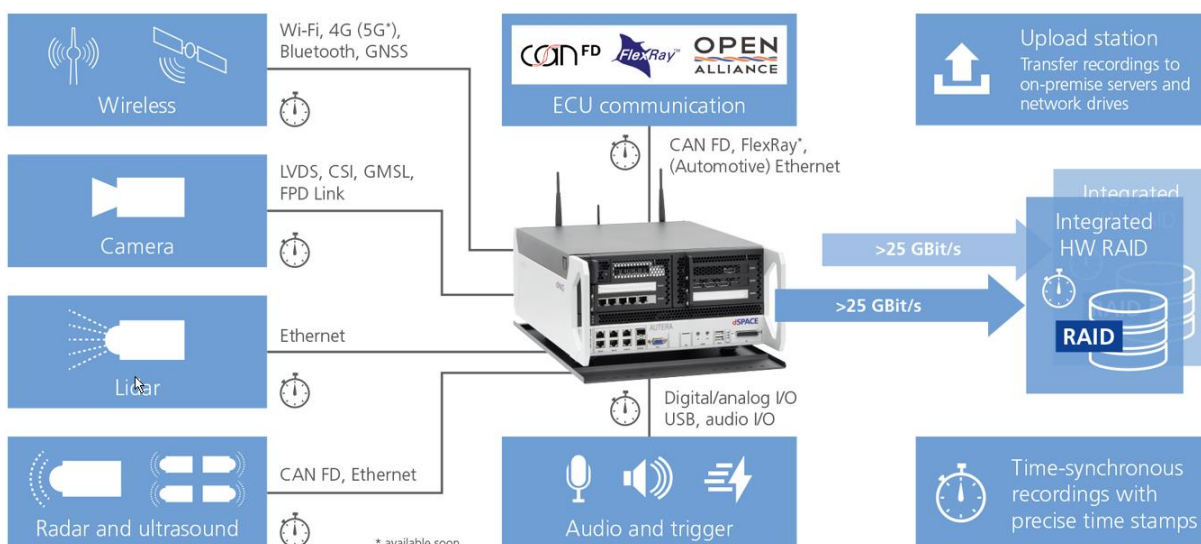 Wi-Fi, 4G (5G*),
Bluetooth, GNSS
Wireless
CAN FD
FlexRay™
OPEN
ALLIANCE
ECU communication
CAN FD, FlexRay*,
(Automotive) Ethernet
Upload station
Transfer recordings to
on-premise servers and
network drives
LVDS, CSI, GMSL,
FPD Link
Camera
>25 GBit/s
>25 GBit/s
Integrated
Integrated
HW RAID
RAID
Ethernet
Lidar
AUTERA
dSPACE
Digital/analog I/O
USB, audio I/O
CAN FD, Ethernet
Radar and ultrasound
* available soon
Audio and trigger
Time-synchronous
recordings with
precise time stamps